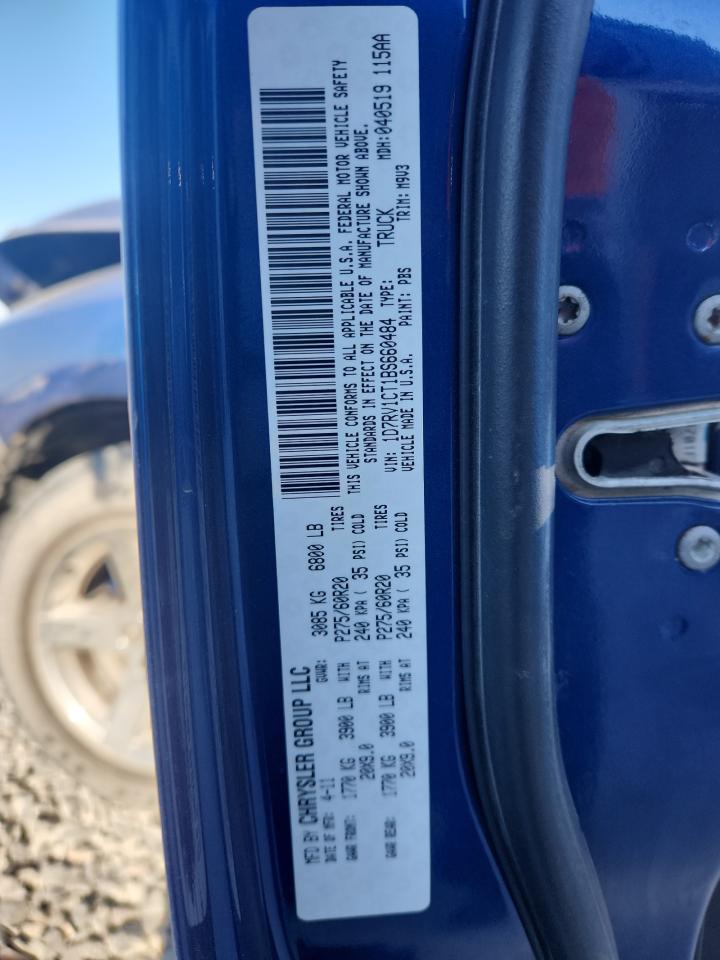 MFD BY CHRYSLER GROUP LLC
DATE OF MFR: 4-11 GVWR: 3085 KG 6800 LB
GAWR FRONT: 1770 KG 3900 LB WITH P275/60R20 TIRES
20X9.0 RIMS AT 240 KPA ( 35 PSI) COLD
GAWR REAR: 1770 KG 3900 LB WITH P275/60R20 TIRES
20X9.0 RIMS AT 240 KPA ( 35 PSI) COLD
THIS VEHICLE CONFORMS TO ALL APPLICABLE U.S.A. FEDERAL MOTOR VEHICLE SAFETY
STANDARDS IN EFFECT ON THE DATE OF MANUFACTURE SHOWN ABOVE.
VIN: 1D7RV1CT1BS660484 TYPE: TRUCK MDH:040519 115AA
VEHICLE MADE IN U.S.A. PAINT: PBS TRIM: M9V3